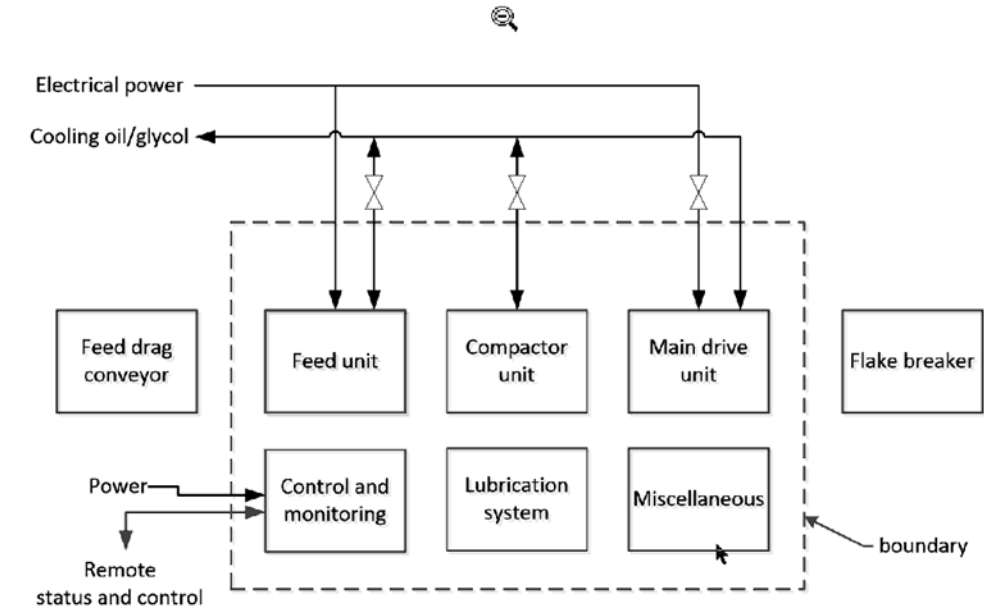 Electrical power
Cooling oil/glycol
Feed drag
conveyor
Feed unit
Compactor
unit
Main drive
unit
Flake breaker
Power
Control and
monitoring
Lubrication
system
Miscellaneous
boundary
Remote
status and control